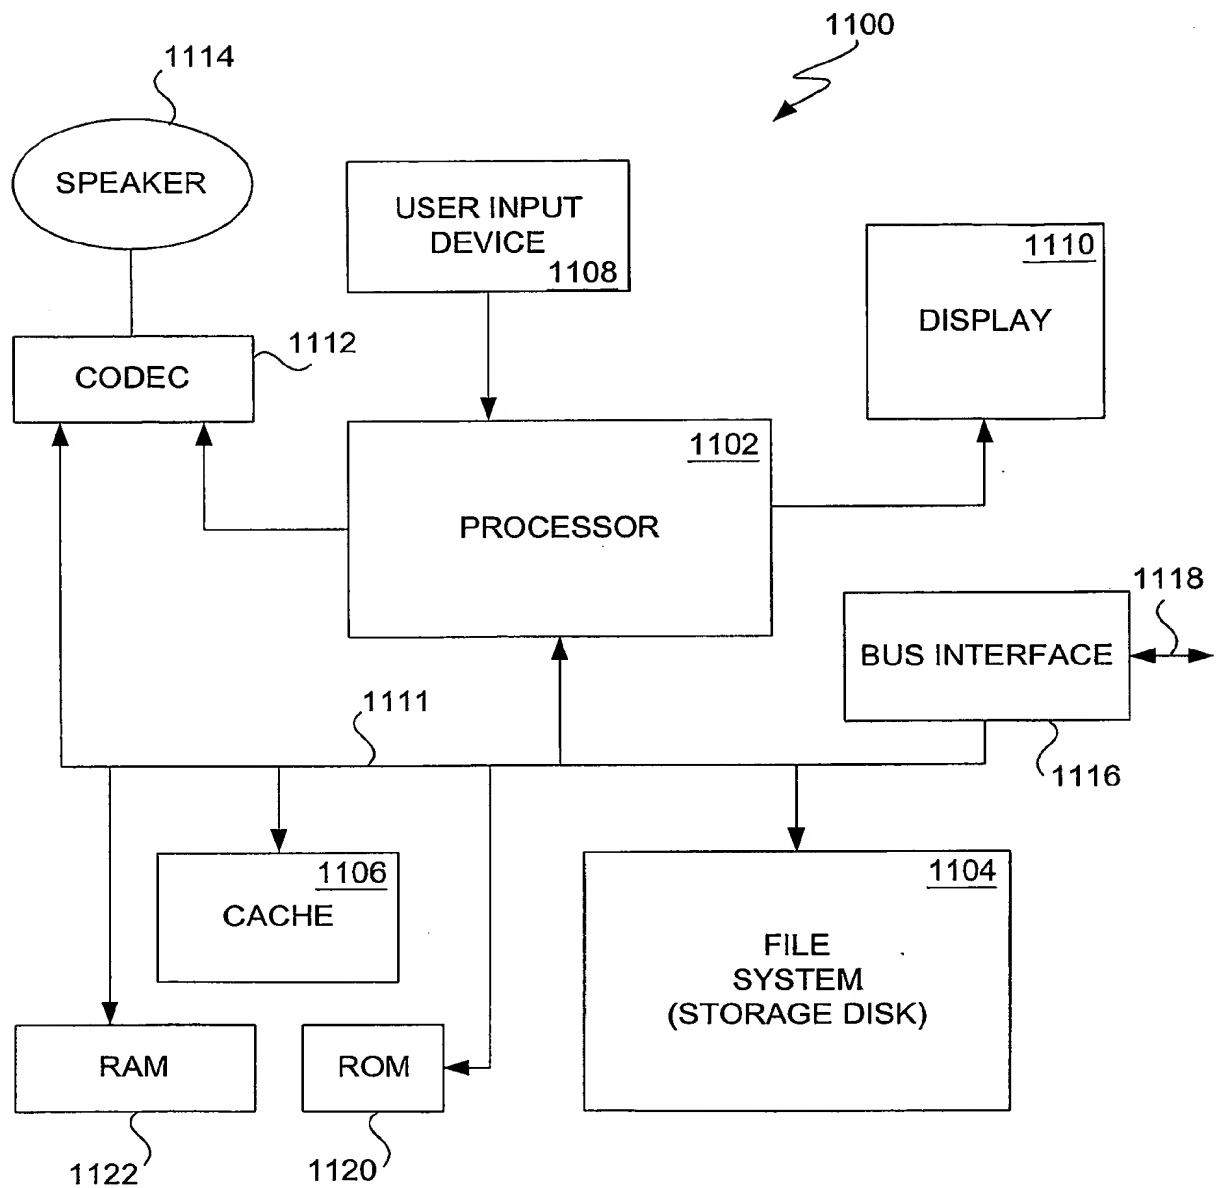 1100
1114
SPEAKER
USER INPUT
DEVICE
1108
1110
DISPLAY
1112
CODEC
1102
PROCESSOR
1118
BUS INTERFACE
1111
1116
1106
CACHE
1104
FILE
SYSTEM
(STORAGE DISK)
RAM
ROM
1122
1120